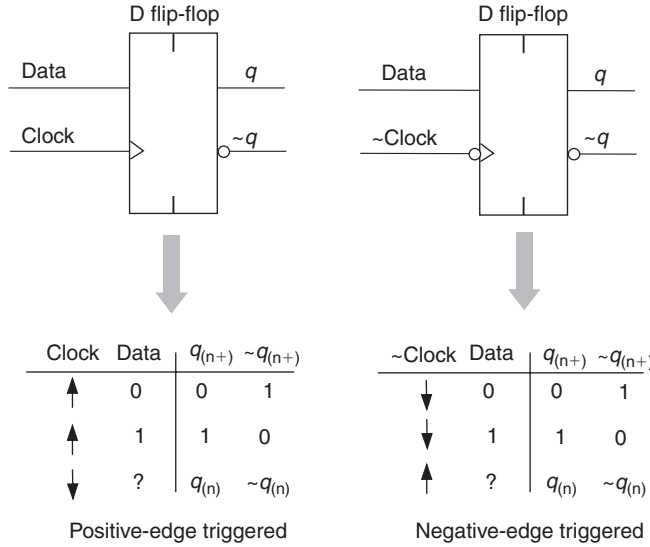 D flip-flop
Data
q
Clock
~q
Clock Data q(n+) ~q(n+)
0 0 1
1 1 0
? q(n) ~q(n)
Positive-edge triggered
D flip-flop
Data
q
~Clock
~q
~Clock Data q(n+) ~q(n+)
0 0 1
1 1 0
? q(n) ~q(n)
Negative-edge triggered